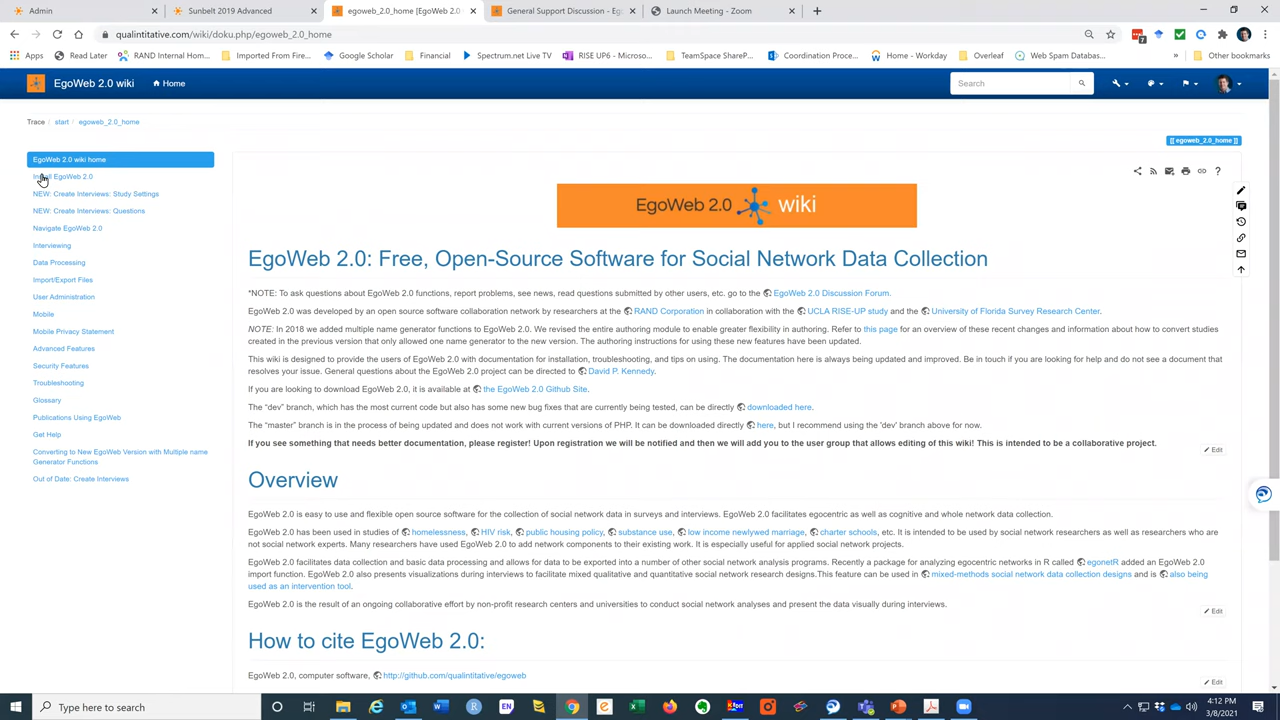 Admin
Sunbelt 2019 Advanced
egoweb_2.0_home [EgoWeb 2.0
General Support Discussion - Eg
Launch Meeting - Zoom
qualintitative.com/wiki/doku.php/egoweb_2.0_home
Apps
Read Later
RAND Internal Hom...
Imported From Fire...
Google Scholar
Financial
Spectrum.net Live TV
RISE UP6 - Microso...
TeamSpace ShareP...
Coordination Proce...
Home - Workday
Overleaf
Web Spam Databas...
Other bookmarks
EgoWeb 2.0 wiki
Home
Search
Trace / start / egoweb_2.0_home
[[ egoweb_2.0_home ]]
EgoWeb 2.0 wiki home
Install EgoWeb 2.0
NEW: Create Interviews: Study Settings
NEW: Create Interviews: Questions
Navigate EgoWeb 2.0
Interviewing
Data Processing
Import/Export Files
User Administration
Mobile
Mobile Privacy Statement
Advanced Features
Security Features
Troubleshooting
Glossary
Publications Using EgoWeb
Get Help
Converting to New EgoWeb Version with Multiple name
Generator Functions
Out of Date: Create Interviews
EgoWeb 2.0 wiki
EgoWeb 2.0: Free, Open-Source Software for Social Network Data Collection
*NOTE: To ask questions about EgoWeb 2.0 functions, report problems, see news, read questions submitted by other users, etc. go to the EgoWeb 2.0 Discussion Forum.
EgoWeb 2.0 was developed by an open source software collaboration network by researchers at the RAND Corporation in collaboration with the UCLA RISE-UP study and the University of Florida Survey Research Center.
NOTE: In 2018 we added multiple name generator functions to EgoWeb 2.0. We revised the entire authoring module to enable greater flexibility in authoring. Refer to this page for an overview of these recent changes and information about how to convert studies
created in the previous version that only allowed one name generator to the new version. The authoring instructions for using these new features have been updated.
This wiki is designed to provide the users of EgoWeb 2.0 with documentation for installation, troubleshooting, and tips on using. The documentation here is always being updated and improved. Be in touch if you are looking for help and do not see a document that
resolves your issue. General questions about the EgoWeb 2.0 project can be directed to David P. Kennedy.
If you are looking to download EgoWeb 2.0, it is available at the EgoWeb 2.0 Github Site.
The “dev” branch, which has the most current code but also has some new bug fixes that are currently being tested, can be directly downloaded here.
The “master” branch is in the process of being updated and does not work with current versions of PHP. It can be downloaded directly here, but I recommend using the 'dev' branch above for now.
If you see something that needs better documentation, please register! Upon registration we will be notified and then we will add you to the user group that allows editing of this wiki! This is intended to be a collaborative project.
Edit
Overview
EgoWeb 2.0 is easy to use and flexible open source software for the collection of social network data in surveys and interviews. EgoWeb 2.0 facilitates egocentric as well as cognitive and whole network data collection.
EgoWeb 2.0 has been used in studies of homelessness, HIV risk, public housing policy, substance use, low income newlywed marriage, charter schools, etc. It is intended to be used by social network researchers as well as researchers who are
not social network experts. Many researchers have used EgoWeb 2.0 to add network components to their existing work. It is especially useful for applied social network projects.
EgoWeb 2.0 facilitates data collection and basic data processing and allows for data to be exported into a number of other social network analysis programs. Recently a package for analyzing egocentric networks in R called egonetR added an EgoWeb 2.0
import function. EgoWeb 2.0 also presents visualizations during interviews to facilitate mixed qualitative and quantitative social network research designs.This feature can be used in mixed-methods social network data collection designs and is also being
used as an intervention tool.
EgoWeb 2.0 is the result of an ongoing collaborative effort by non-profit research centers and universities to conduct social network analyses and present the data visually during interviews.
Edit
How to cite EgoWeb 2.0:
EgoWeb 2.0, computer software, http://github.com/qualintitative/egoweb
Edit
Type here to search
4:12 PM
3/8/2021